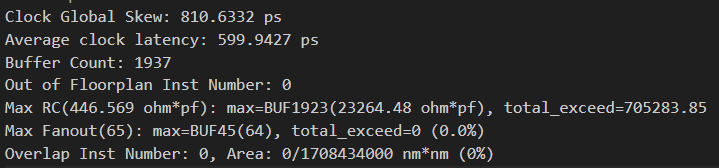 Clock Global Skew: 810.6332 ps
Average clock latency: 599.9427 ps
Buffer Count: 1937
Out of Floorplan Inst Number: 0
Max RC(446.569 ohm*pf): max=BUF1923(23264.48 ohm*pf), total_exceed=705283.85
Max Fanout(65): max=BUF45(64), total_exceed=0 (0.0%)
Overlap Inst Number: 0, Area: 0/1708434000 nm*nm (0%)